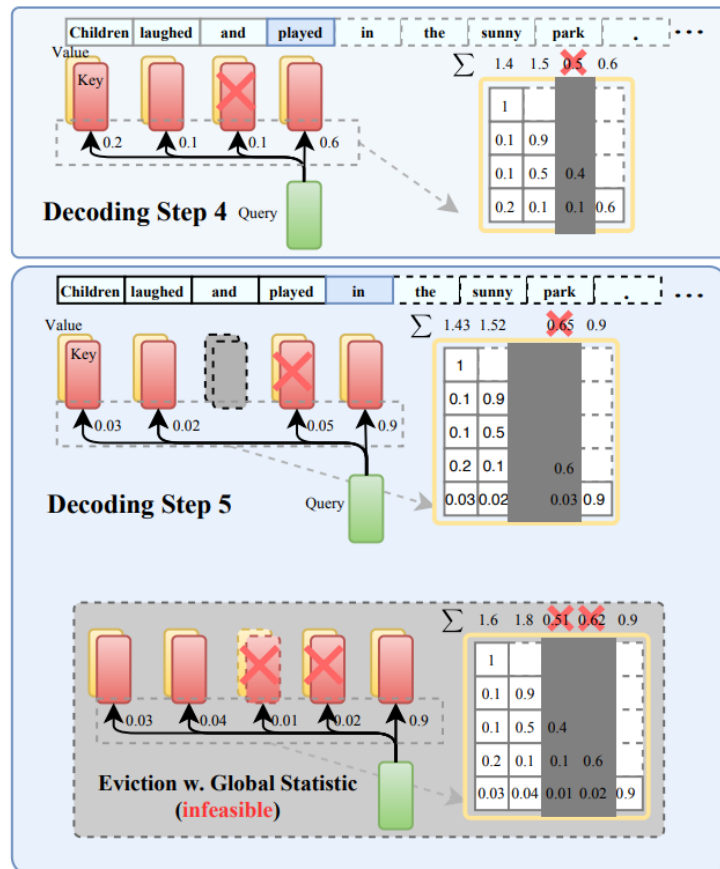 Children laughed and played in the sunny park . ...
Value
Key
∑ 1.4 1.5 0.5 0.6
1
0.1 0.9
0.1 0.5 0.4
0.2 0.1 0.1 0.6
0.2 0.1 0.1 0.6
Decoding Step 4
Query
Children laughed and played in the sunny park . ...
Value
Key
∑ 1.43 1.52 0.65 0.9
1
0.1 0.9
0.1 0.5
0.2 0.1 0.6
0.03 0.02 0.03 0.9
0.03 0.02 0.05 0.9
Decoding Step 5
Query
∑ 1.6 1.8 0.51 0.62 0.9
1
0.1 0.9
0.1 0.5 0.4
0.2 0.1 0.1 0.6
0.03 0.04 0.01 0.02 0.9
0.03 0.04 0.01 0.02 0.9
Eviction w. Global Statistic
(infeasible)